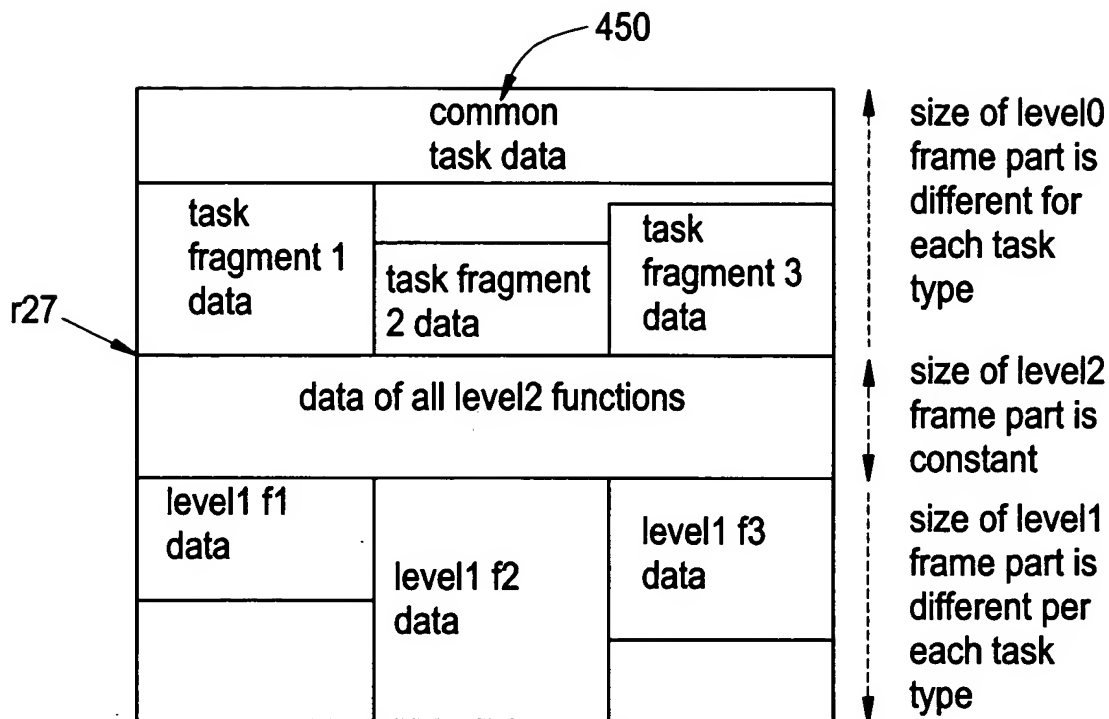 450
common
task data
size of level0
frame part is
different for
each task
type
task
fragment 1
data
task fragment
2 data
task
fragment 3
data
r27
data of all level2 functions
size of level2
frame part is
constant
level1 f1
data
level1 f2
data
level1 f3
data
size of level1
frame part is
different per
each task
type